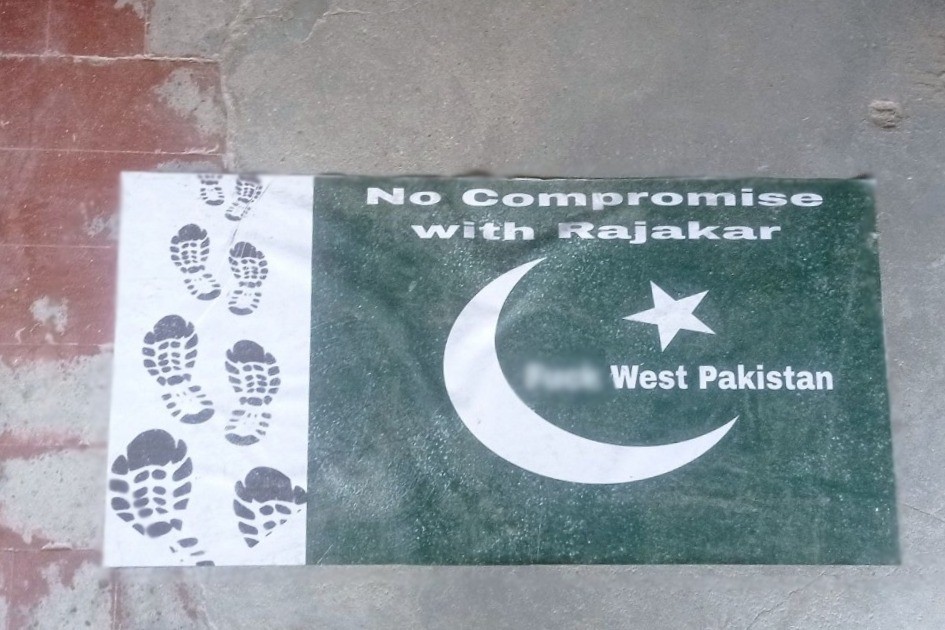 No Compromise
with Rajakar
West Pakistan